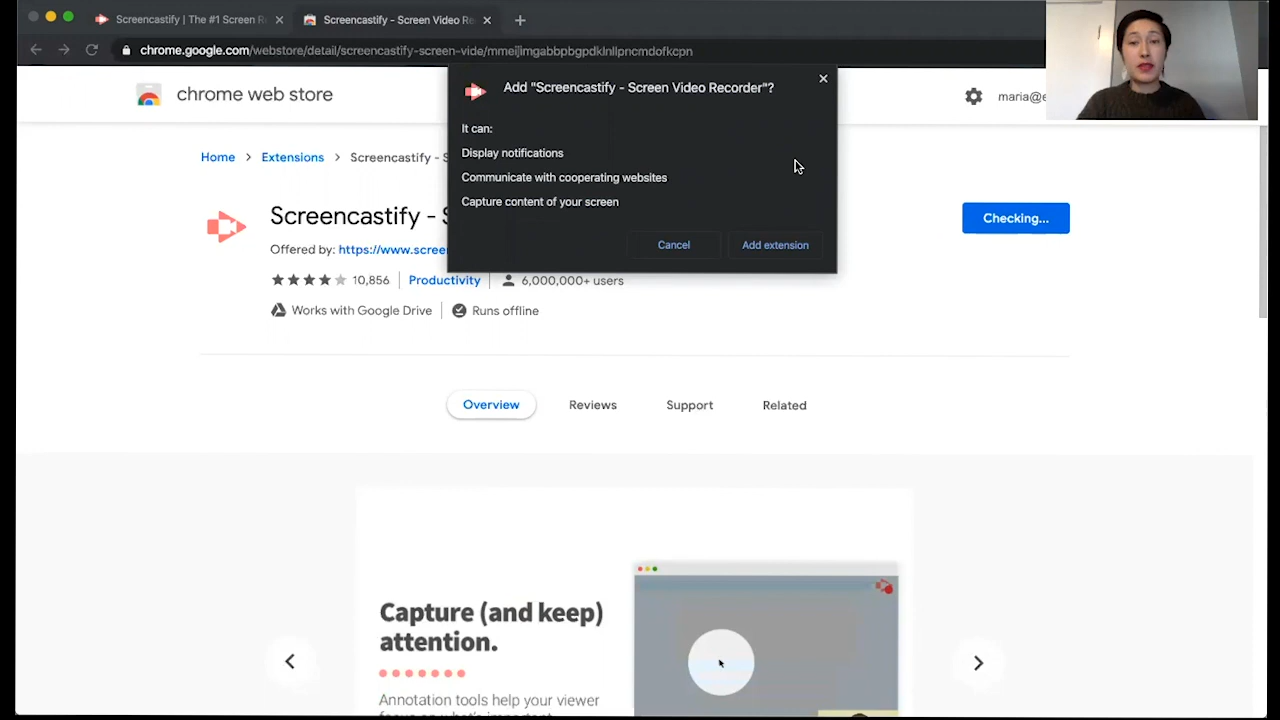 Screencastify | The #1 Screen R
Screencastify - Screen Video Re
chrome.google.com/webstore/detail/screencastify-screen-vide/mmeijimgabbpbgpdklnllpncmdofkcpn
chrome web store
maria@e
Add "Screencastify - Screen Video Recorder"?
It can:
Display notifications
Communicate with cooperating websites
Capture content of your screen
Cancel
Add extension
Home
Extensions
Screencastify - S
Screencastify - S
Offered by: https://www.scree
Checking...
10,856
Productivity
6,000,000+ users
Works with Google Drive
Runs offline
Overview
Reviews
Support
Related
Capture (and keep)
attention.
Annotation tools help your viewer